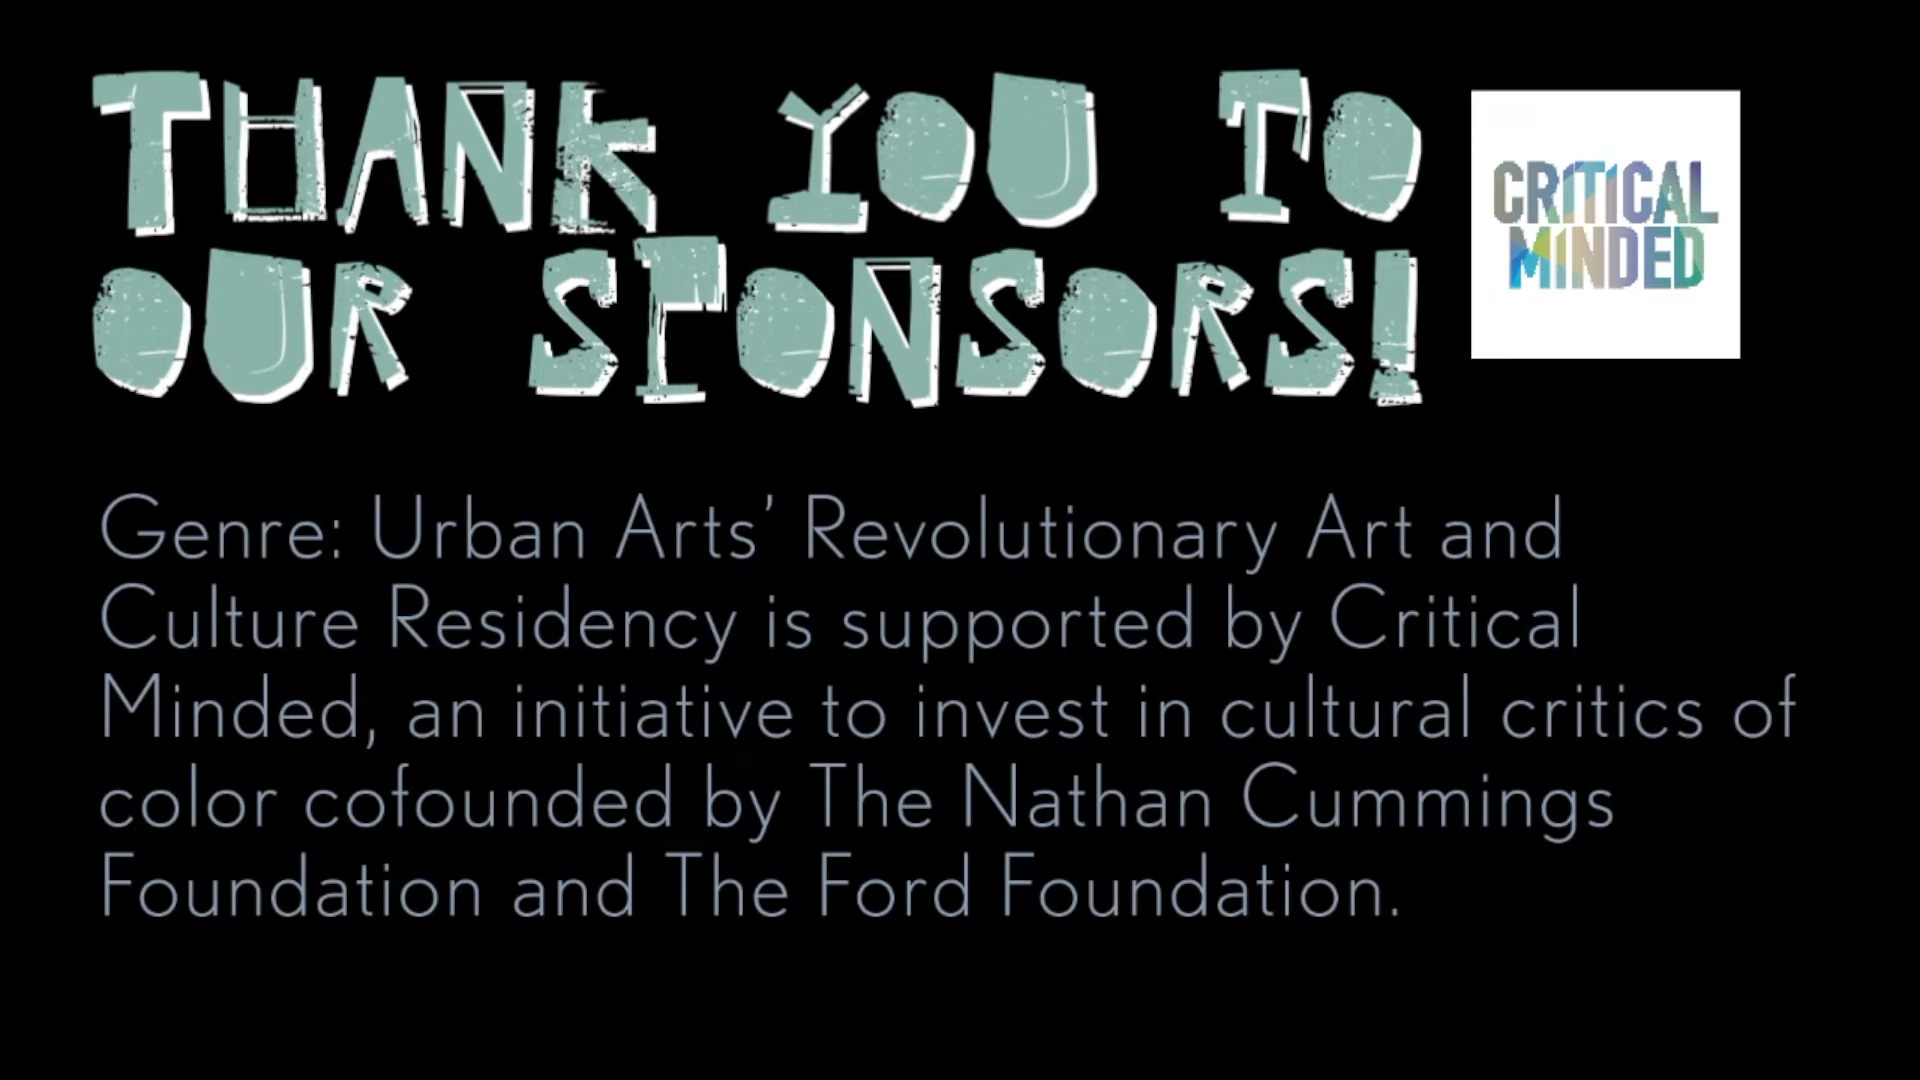 THANK YOU TO
OUR SPONSORS!
CRITICAL
MINDED
Genre: Urban Arts’ Revolutionary Art and
Culture Residency is supported by Critical
Minded, an initiative to invest in cultural critics of
color cofounded by The Nathan Cummings
Foundation and The Ford Foundation.